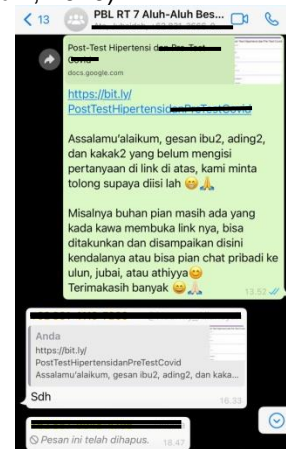 13
PBL RT 7 Aluh-Aluh Bes...
Post-Test Hipertensi dan Pre-Test
Covid
docs.google.com
https://bit.ly/
PostTestHipertensidanPreTestCovid
Assalamu'alaikum, gesan ibu2, ading2,
dan kakak2 yang belum mengisi
pertanyaan di link di atas, kami minta
tolong supaya diisi lah 😊🙏
Misalnya buhan pian masih ada yang
kada kawa membuka link nya, bisa
ditakunkan dan disampaikan disini
kendalanya atau bisa pian chat pribadi ke
ulun, jubai, atau athiyya😊
Terimakasih banyak 😊🙏🏻
13.52
Anda
https://bit.ly/
PostTestHipertensidanPreTestCovid
Assalamu'alaikum, gesan ibu2, ading2, dan kaka...
Sdh
16.33
Pesan ini telah dihapus.
18.47